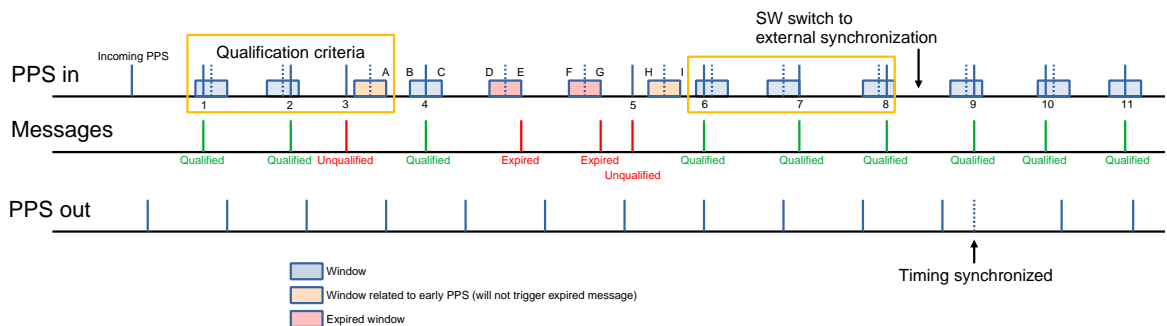 SW switch to
external synchronization
Incoming PPS
Qualification criteria
PPS in
A B C D E F G H I
1 2 3 4 5 6 7 8 9 10 11
Messages
Qualified Qualified Unqualified Qualified Expired Expired Qualified Qualified Qualified Qualified Qualified Qualified
Unqualified
PPS out
Timing synchronized
Window
Window related to early PPS (will not trigger expired message)
Expired window